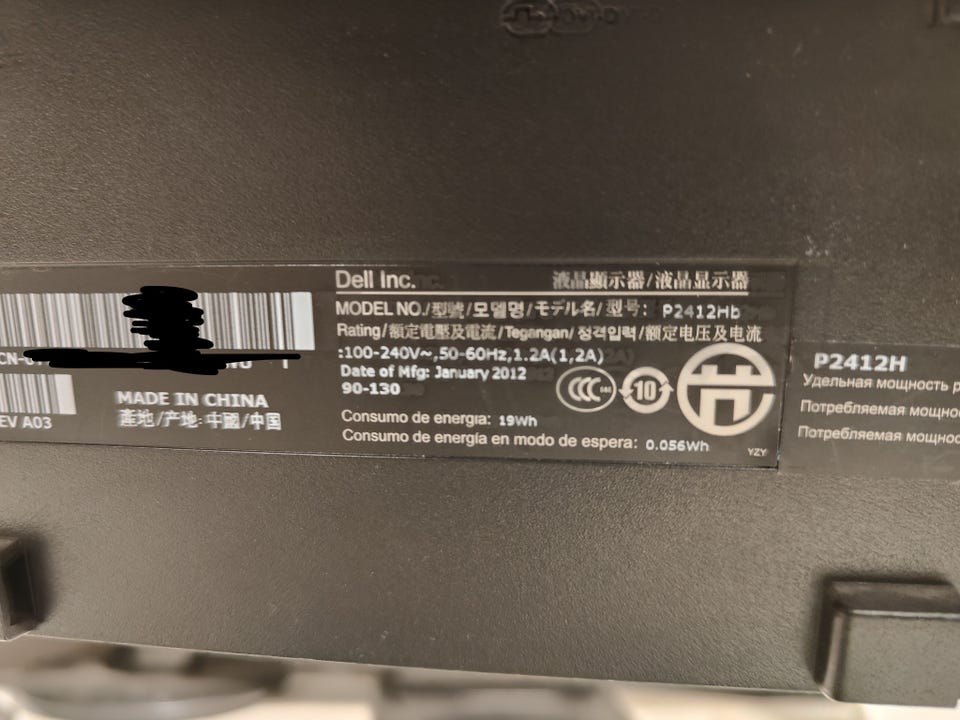 Dell Inc.
液晶顯示器/液晶显示器
MODEL NO./型號/모델명/モデル名/型号: P2412Hb
Rating/額定電壓及電流/Tegangan/정격입력/额定电压及电流
:100-240V~,50-60Hz,1.2A(1,2A)
Date of Mfg: January 2012
90-130
Consumo de energia: 19Wh
Consumo de energía en modo de espera: 0.056Wh
10
YZY
CN-
EV A03
MADE IN CHINA
產地/产地: 中國/中国
P2412H
Удельная мощность р
Потребляемая мощно
Потребляемая мощнос